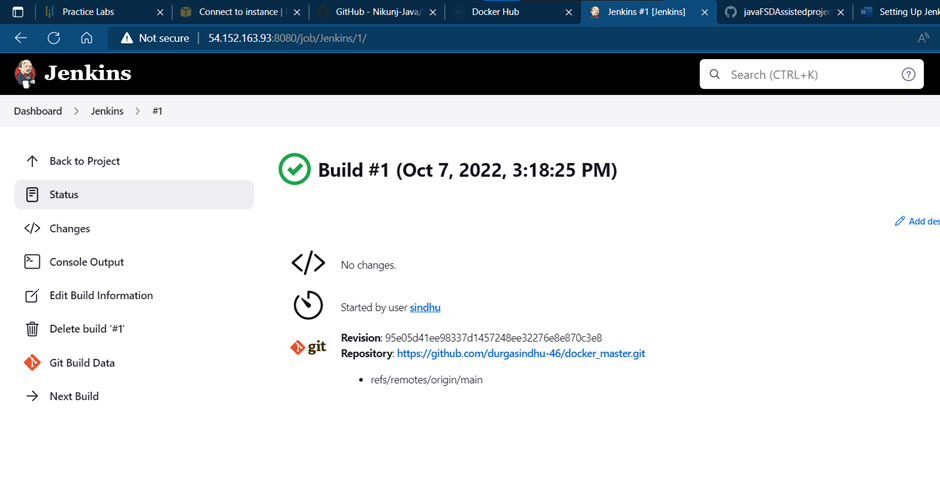 Practice Labs
Connect to instance |
GitHub - Nikunj-Java/
Docker Hub
Jenkins #1 [Jenkins]
javaFSDAssistedproje
Setting Up Jenk
Not secure | 54.152.163.93:8080/job/Jenkins/1/
Jenkins
Search (CTRL+K)
Dashboard > Jenkins > #1
Back to Project
Status
Changes
Console Output
Edit Build Information
Delete build ‘#1’
Git Build Data
Next Build
Build #1 (Oct 7, 2022, 3:18:25 PM)
Add des
No changes.
Started by user sindhu
git
Revision: 95e05d41ee98337d1457248ee32276e8e870c3e8
Repository: https://github.com/durgasindhu-46/docker_master.git
• refs/remotes/origin/main